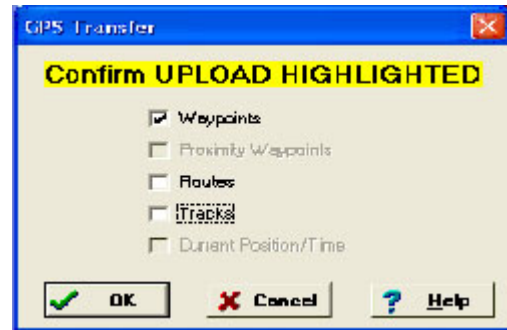 GPS Transfer
Confirm UPLOAD HIGHLIGHTED
Waypoints
Proximity Waypoints
Routes
Tracks
Current Position/Time
OK Cancel Help